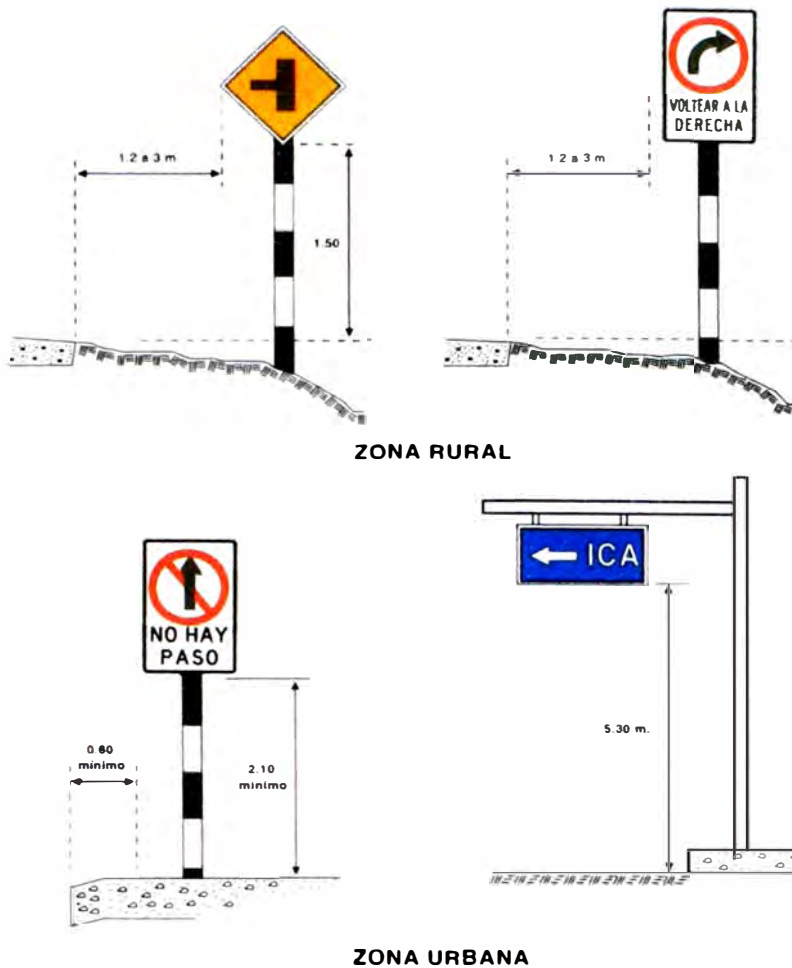 VOLTEAR A LA
DERECHA
1.2 a 3 m
1.2 a 3 m
1.50
ZONA RURAL
ICA
NO HAY
PASO
5.30 m.
0.60
mínimo
2.10
mínimo
ZONA URBANA